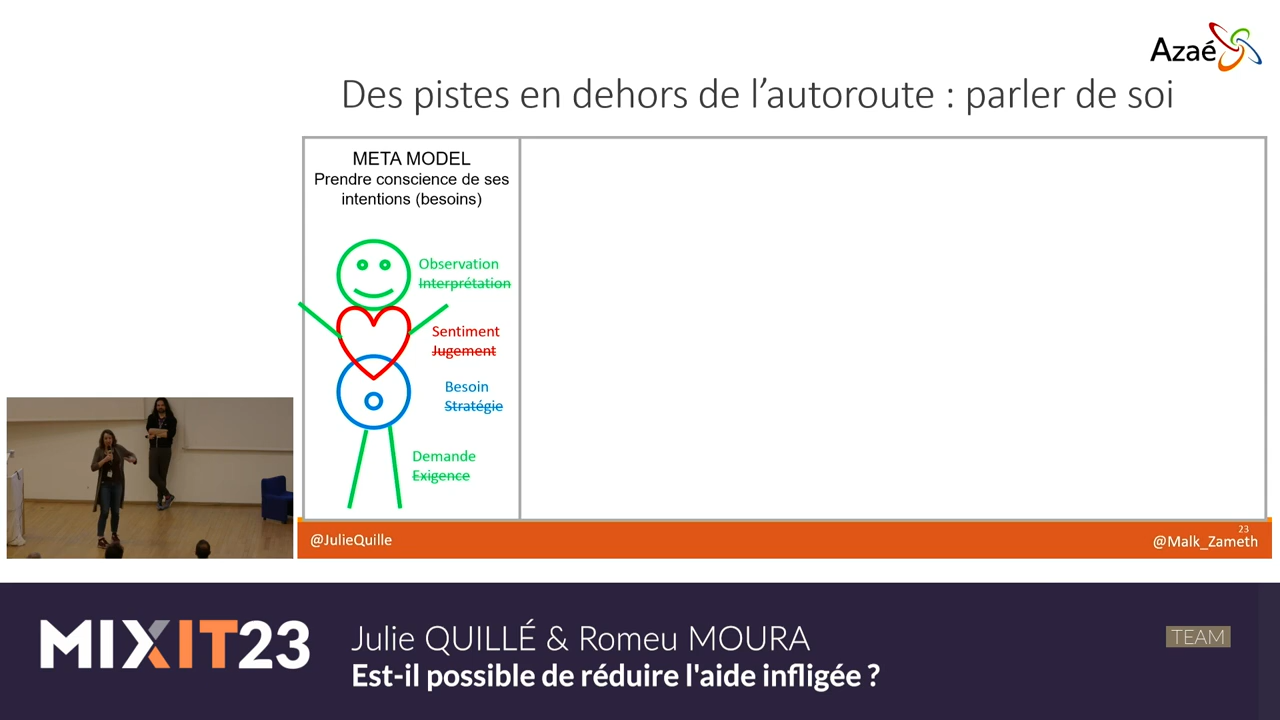 Azaé
Des pistes en dehors de l'autoroute : parler de soi
META MODEL
Prendre conscience de ses
intentions (besoins)
Observation
Interprétation
Sentiment
Jugement
Besoin
Stratégie
Demande
Exigence
@JulieQuille
23
@Malk_Zameth
MIXIT23
Julie QUILLÉ & Romeu MOURA
TEAM
Est-il possible de réduire l'aide infligée ?